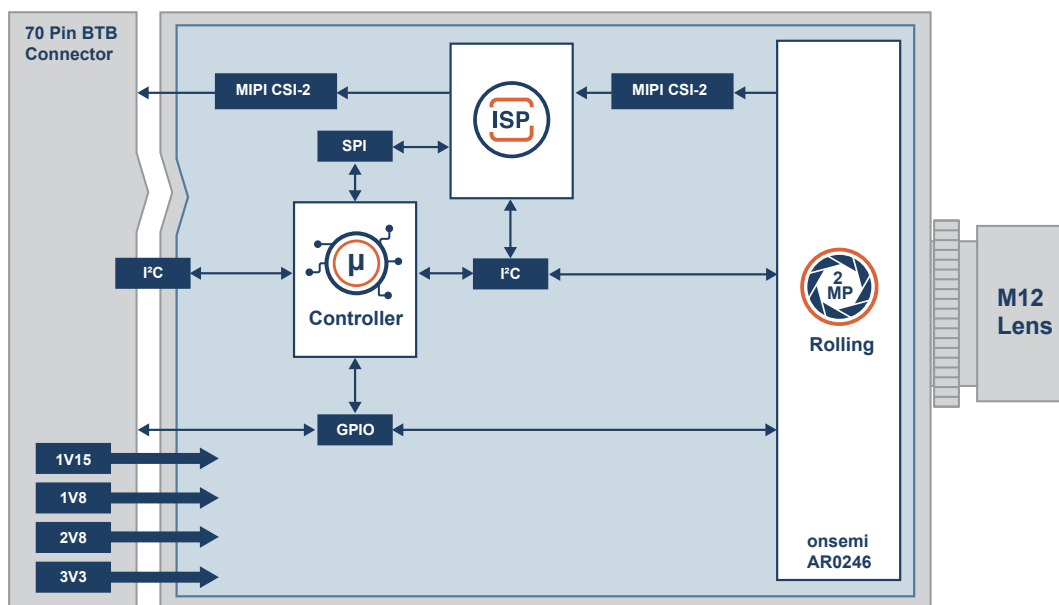 70 Pin BTB
Connector
MIPI CSI-2
ISP
MIPI CSI-2
SPI
I²C
µ
Controller
I²C
2
MP
Rolling
M12
Lens
GPIO
1V15
1V8
2V8
3V3
onsemi
AR0246